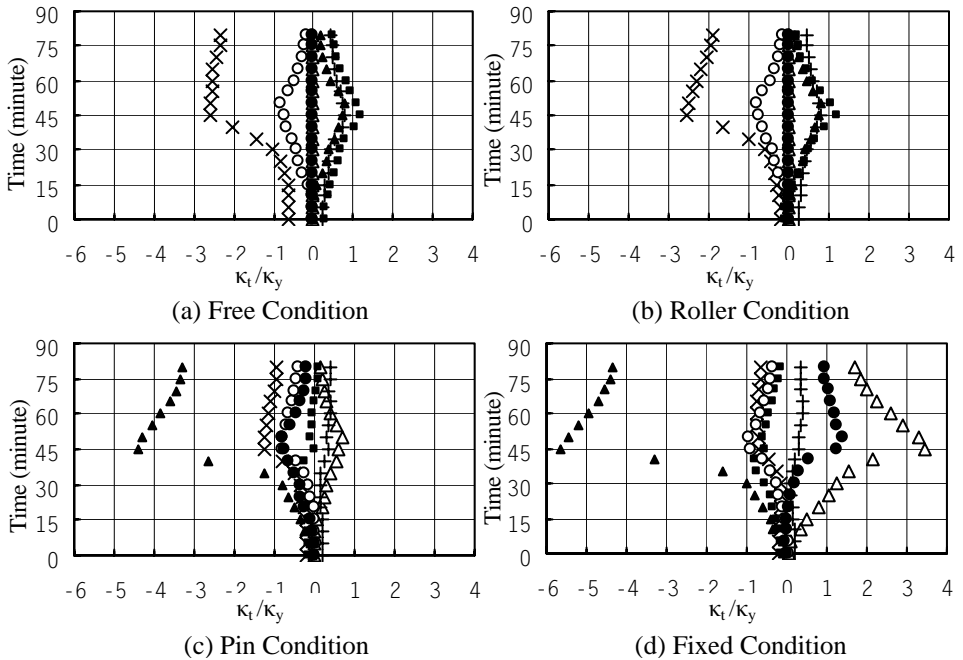 90
75
60
45
30
15
0
Time (minute)
-6 -5 -4 -3 -2 -1 0 1 2 3 4
κt/κy
(a) Free Condition
90
75
60
45
30
15
0
Time (minute)
-6 -5 -4 -3 -2 -1 0 1 2 3 4
κt/κy
(b) Roller Condition
90
75
60
45
30
15
0
Time (minute)
-6 -5 -4 -3 -2 -1 0 1 2 3 4
κt/κy
(c) Pin Condition
90
75
60
45
30
15
0
Time (minute)
-6 -5 -4 -3 -2 -1 0 1 2 3 4
κt/κy
(d) Fixed Condition